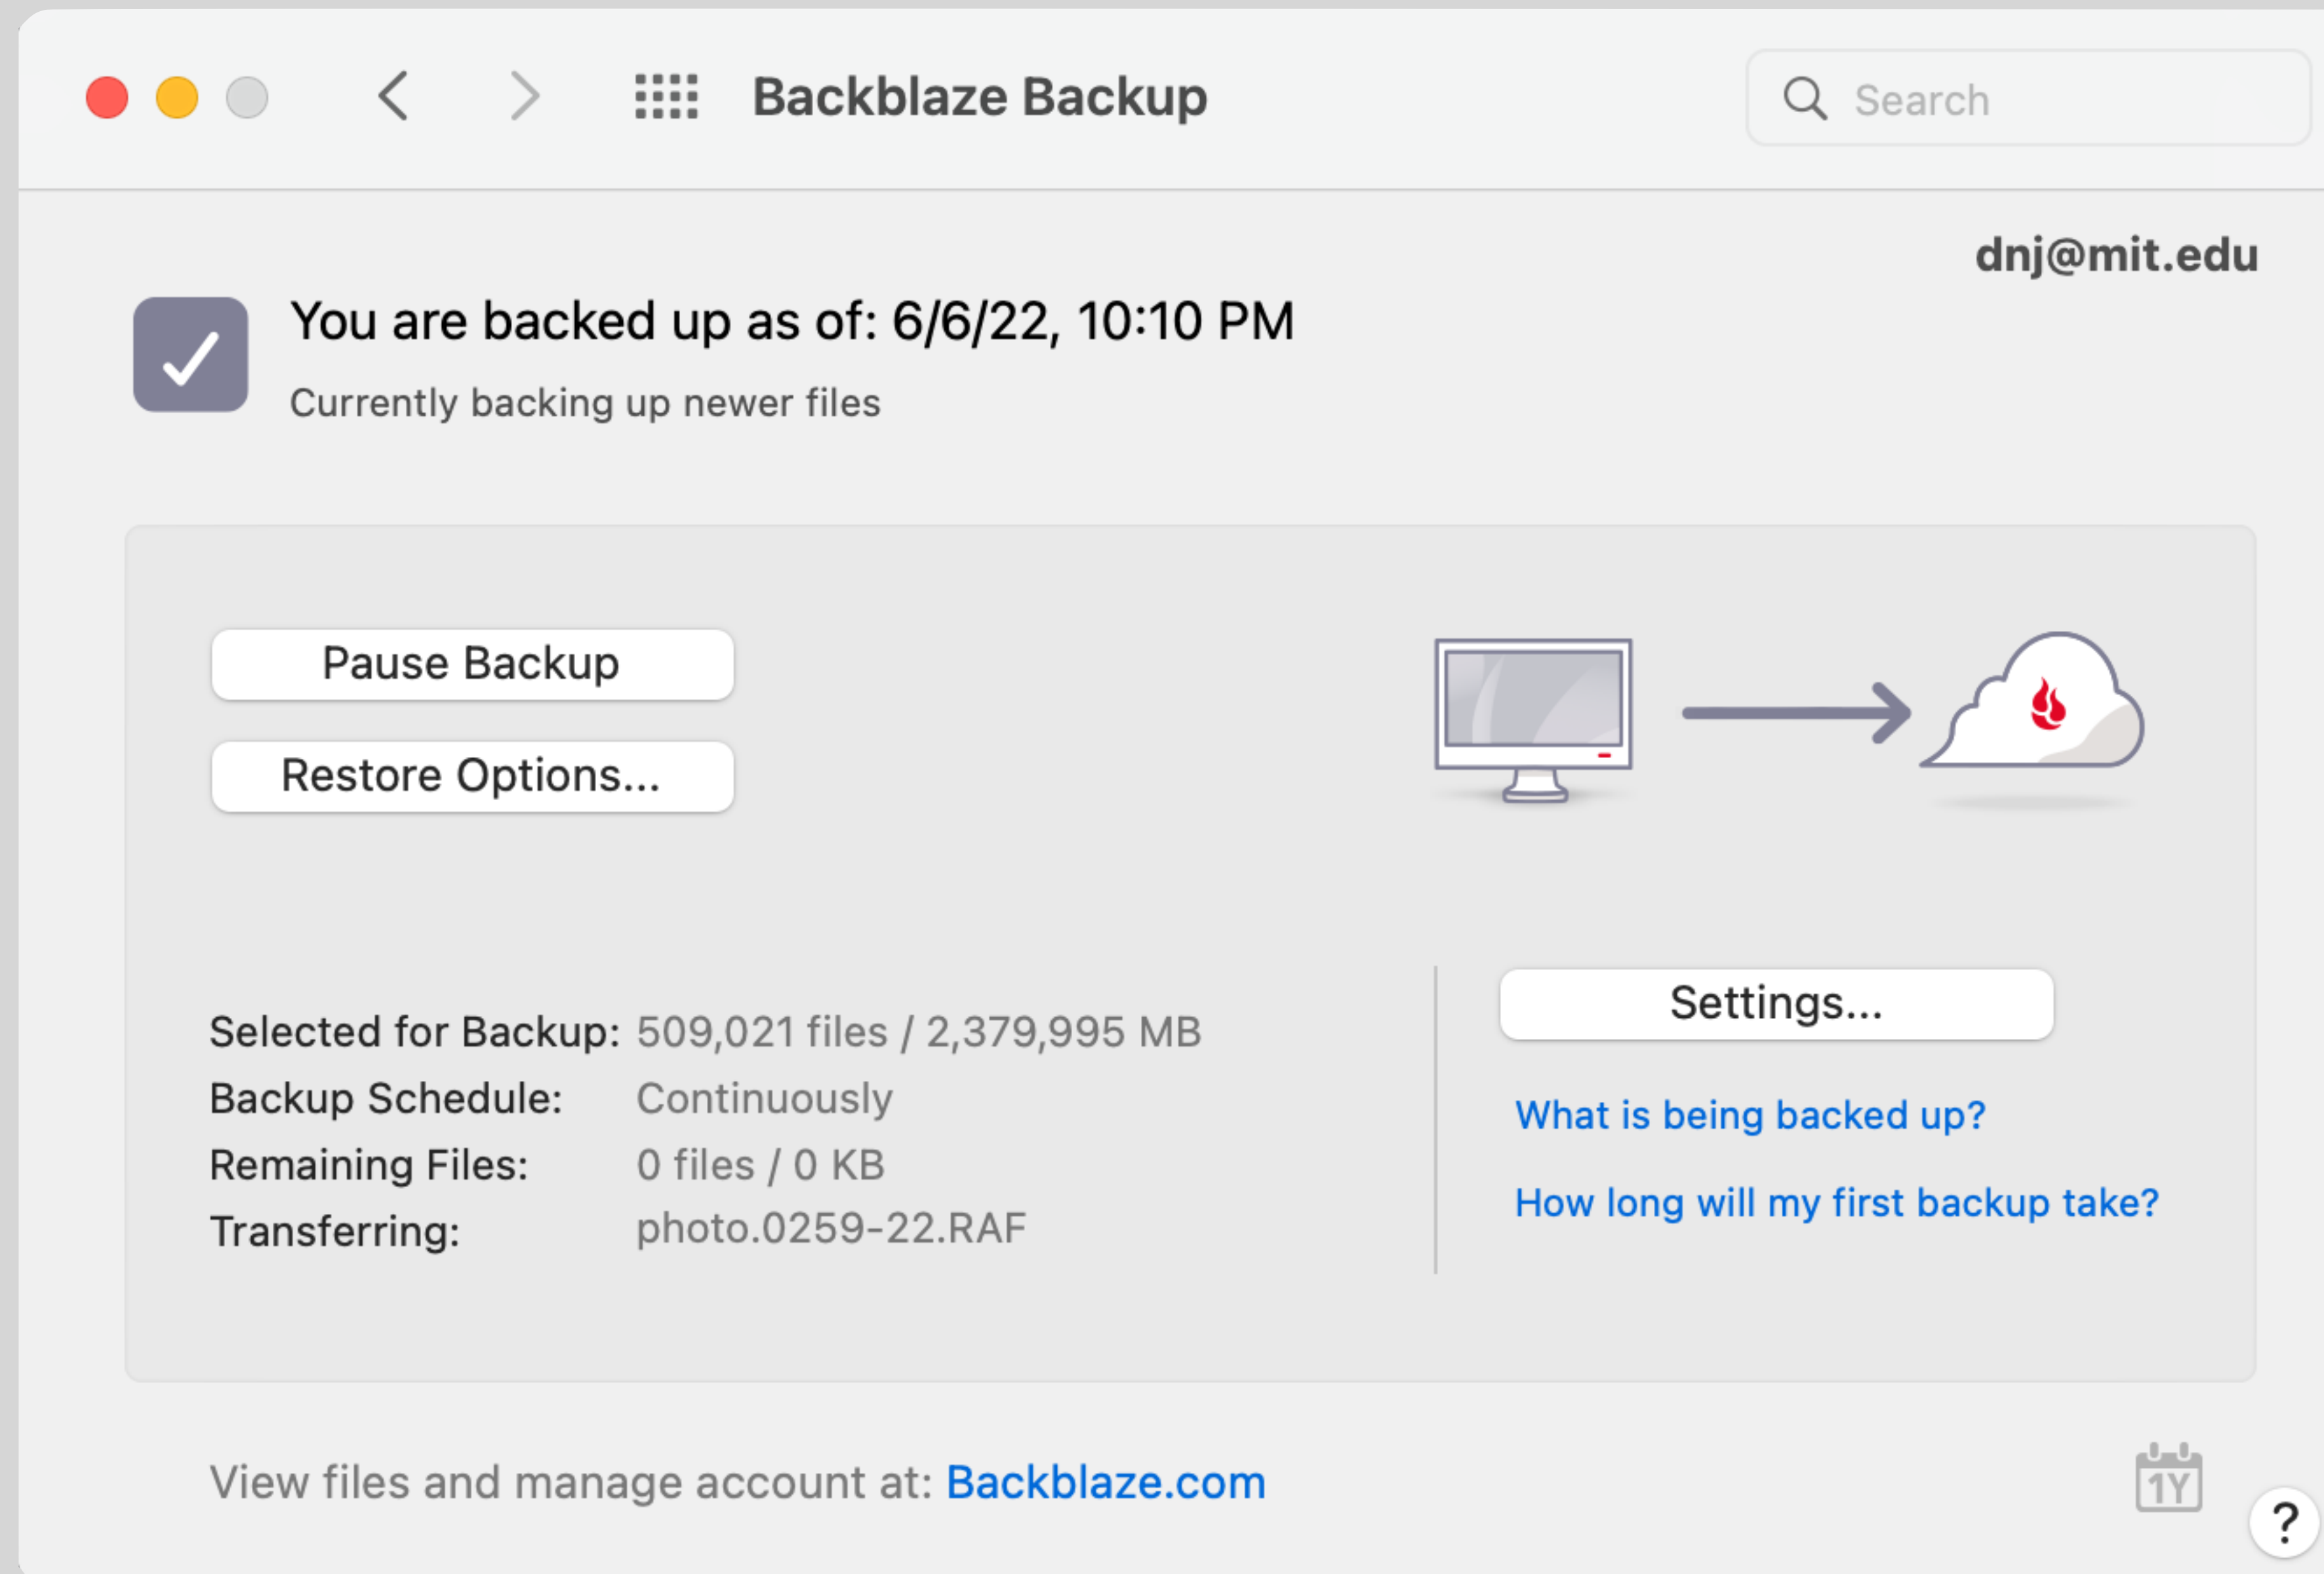 Backblaze Backup
Search
dnj@mit.edu
You are backed up as of: 6/6/22, 10:10 PM
Currently backing up newer files
Pause Backup
Restore Options...
Settings...
Selected for Backup: 509,021 files / 2,379,995 MB
Backup Schedule: Continuously
Remaining Files: 0 files / 0 KB
Transferring: photo.0259-22.RAF
What is being backed up?
How long will my first backup take?
View files and manage account at: Backblaze.com
1Y
?